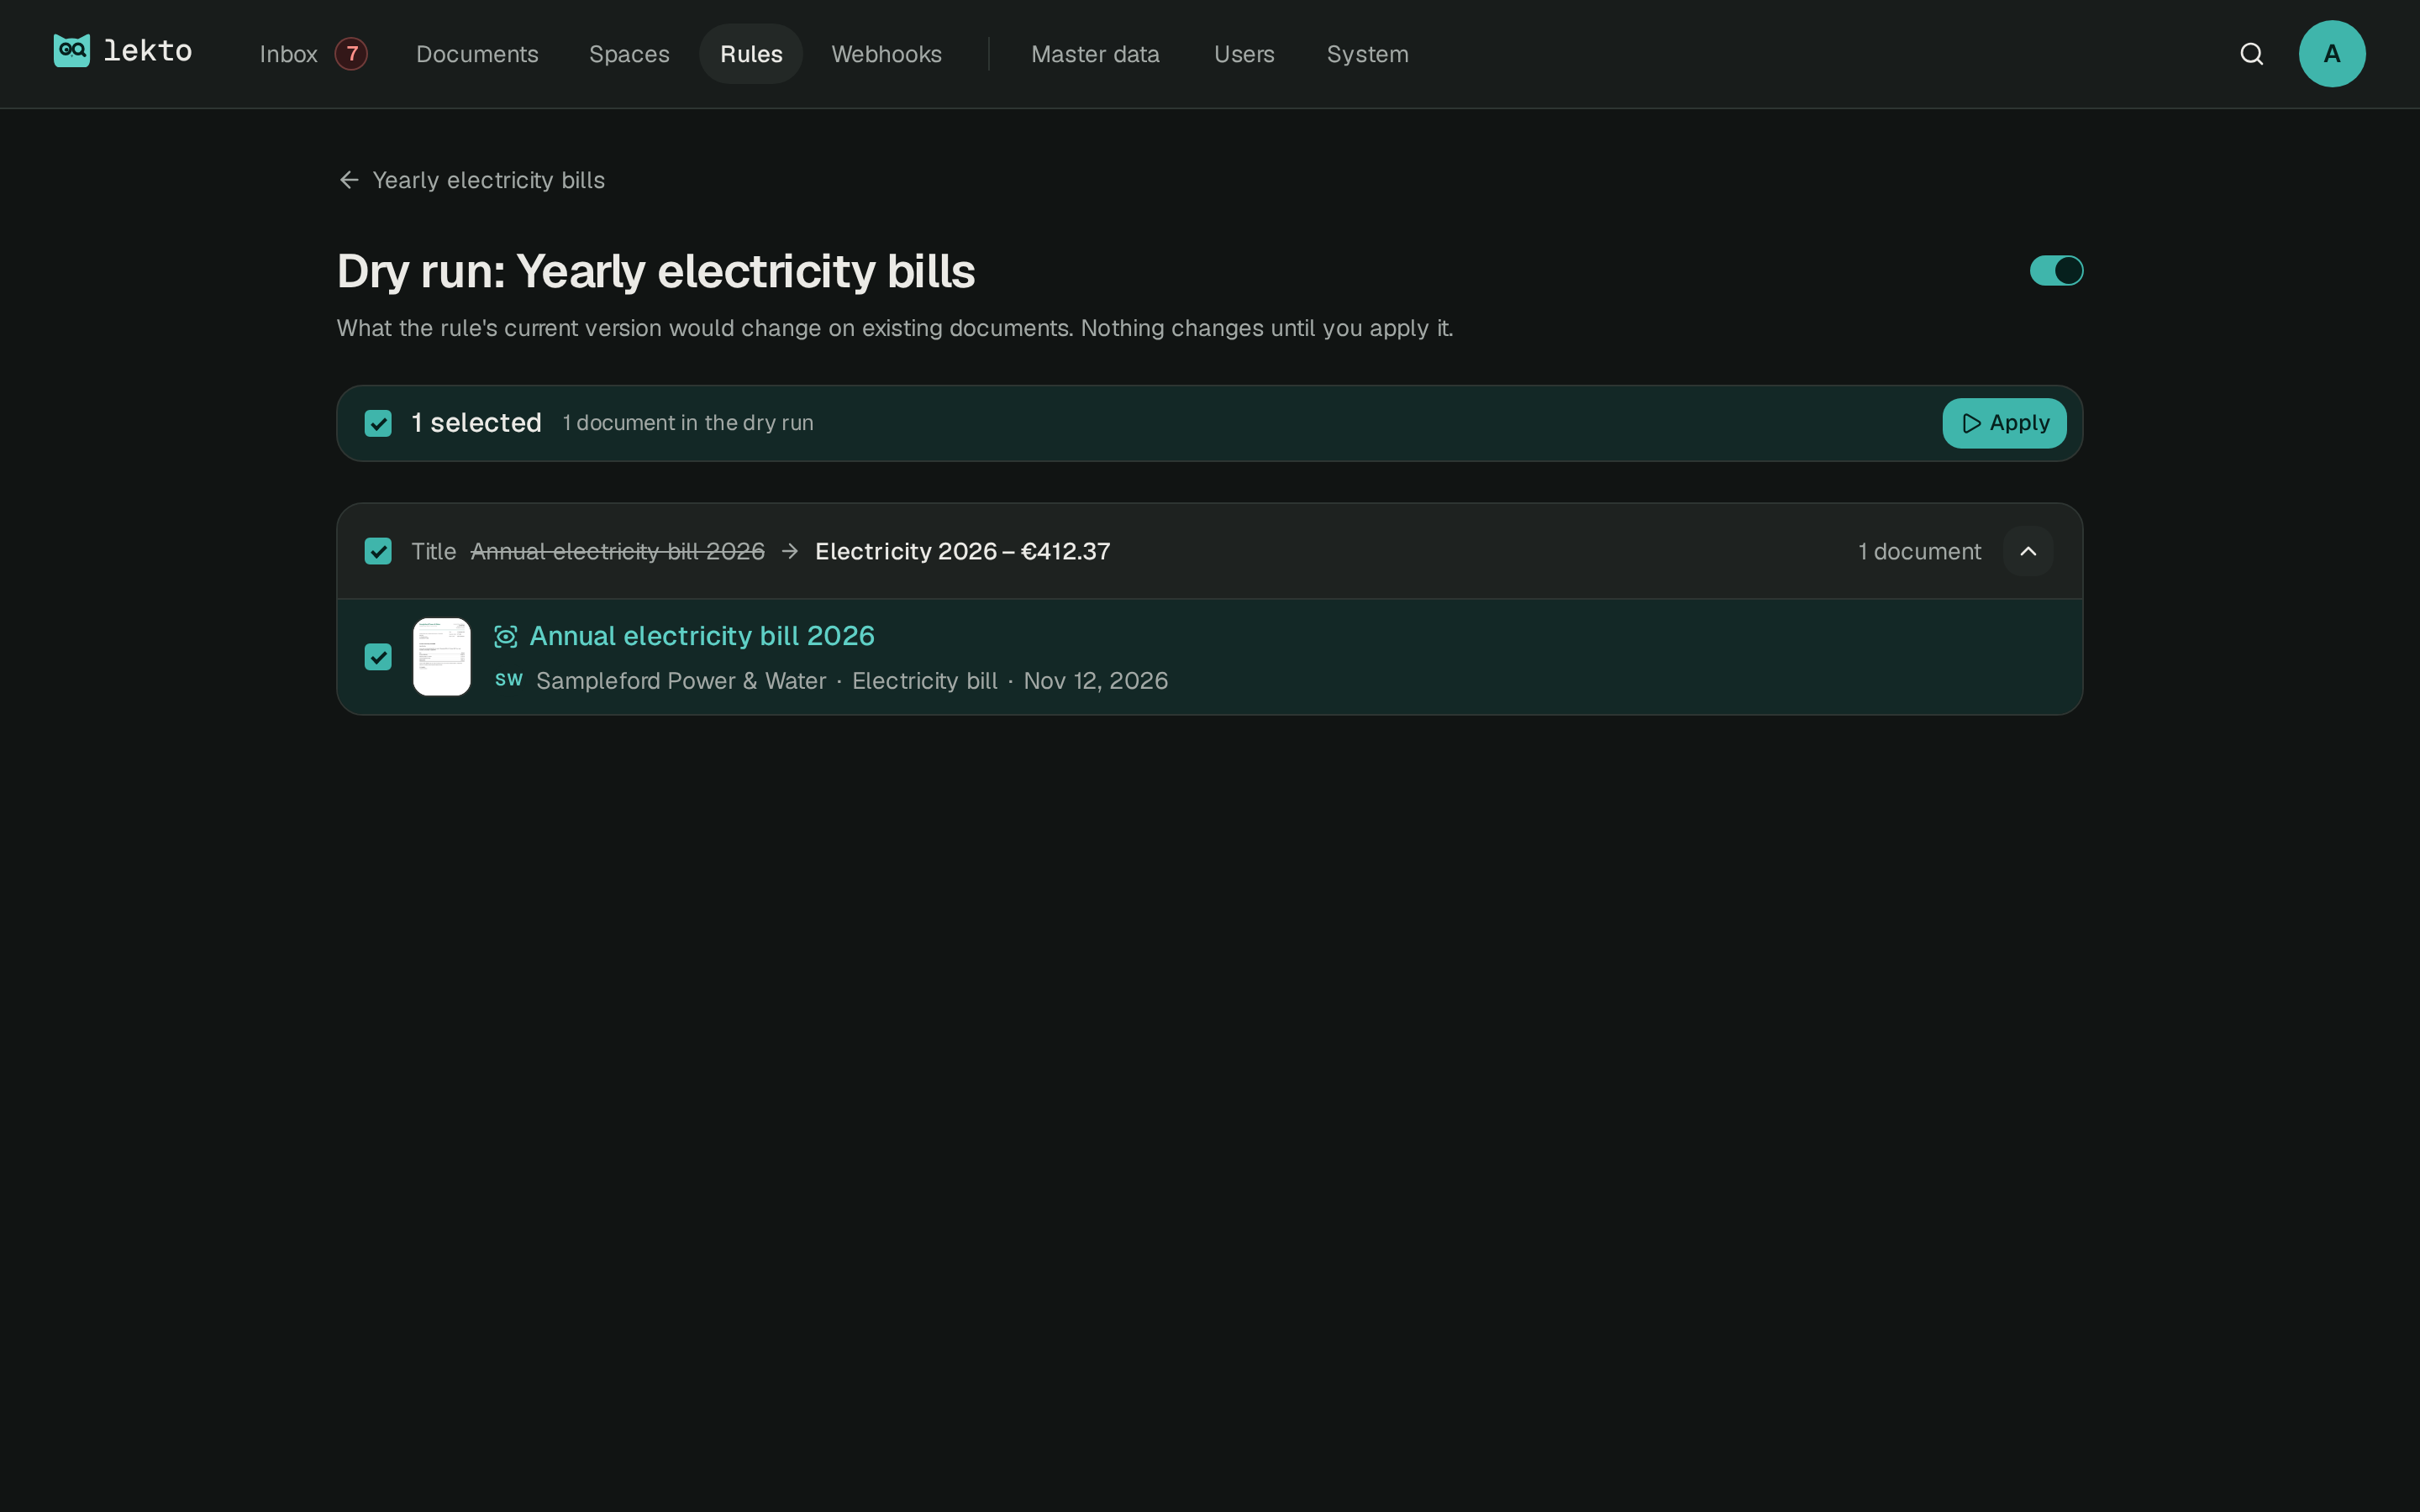 lekto Inbox 7 Documents Spaces Rules Webhooks Master data Users System A
Yearly electricity bills
Dry run: Yearly electricity bills
What the rule's current version would change on existing documents. Nothing changes until you apply it.
1 selected 1 document in the dry run Apply
Title Annual electricity bill 2026 → Electricity 2026 – €412.37 1 document
Annual electricity bill 2026
SW Sampleford Power & Water · Electricity bill · Nov 12, 2026